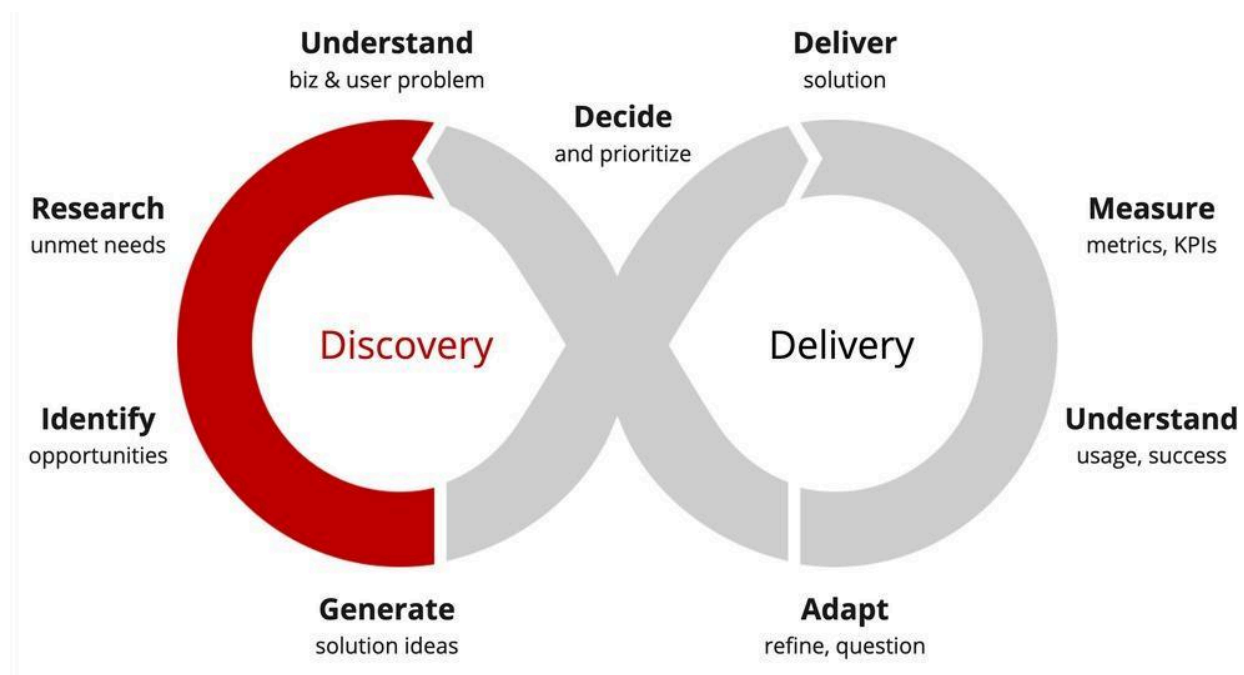 Understand
biz & user problem
Research
unmet needs
Identify
opportunities
Generate
solution ideas
Discovery
Decide
and prioritize
Deliver
solution
Measure
metrics, KPIs
Understand
usage, success
Adapt
refine, question
Delivery